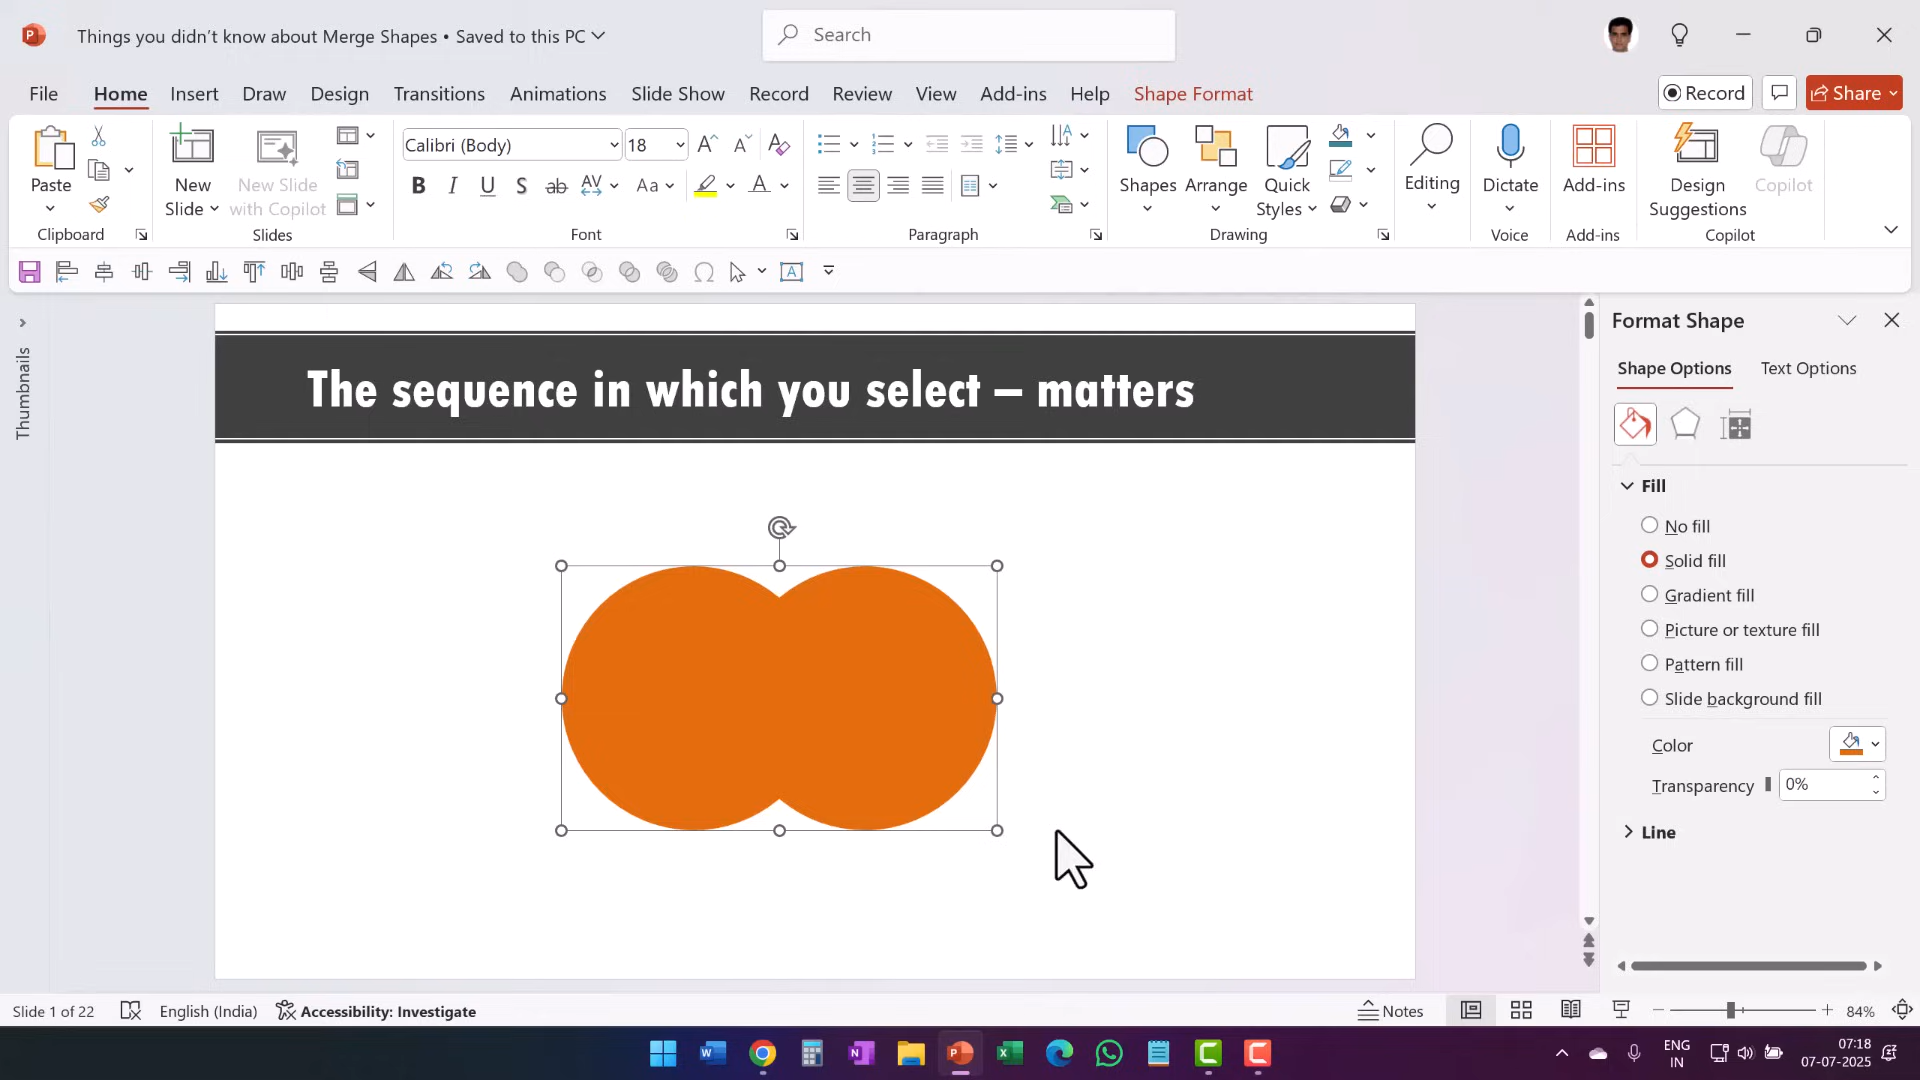 Things you didn't know about Merge Shapes • Saved to this PC
Search
File
Home
Insert
Draw
Design
Transitions
Animations
Slide Show
Record
Review
View
Add-ins
Help
Shape Format
Record
Share
Paste
Clipboard
New
Slide
New Slide
with Copilot
Slides
Calibri (Body)
18
B
I
U
S
ab
AV
Aa
A
Font
Paragraph
Shapes
Arrange
Quick
Styles
Drawing
Editing
Dictate
Voice
Add-ins
Add-ins
Design
Suggestions
Copilot
Copilot
Thumbnails
The sequence in which you select – matters
Format Shape
Shape Options
Text Options
Fill
No fill
Solid fill
Gradient fill
Picture or texture fill
Pattern fill
Slide background fill
Color
Transparency
0%
Line
Slide 1 of 22
English (India)
Accessibility: Investigate
Notes
84%
ENG
IN
07:18
07-07-2025